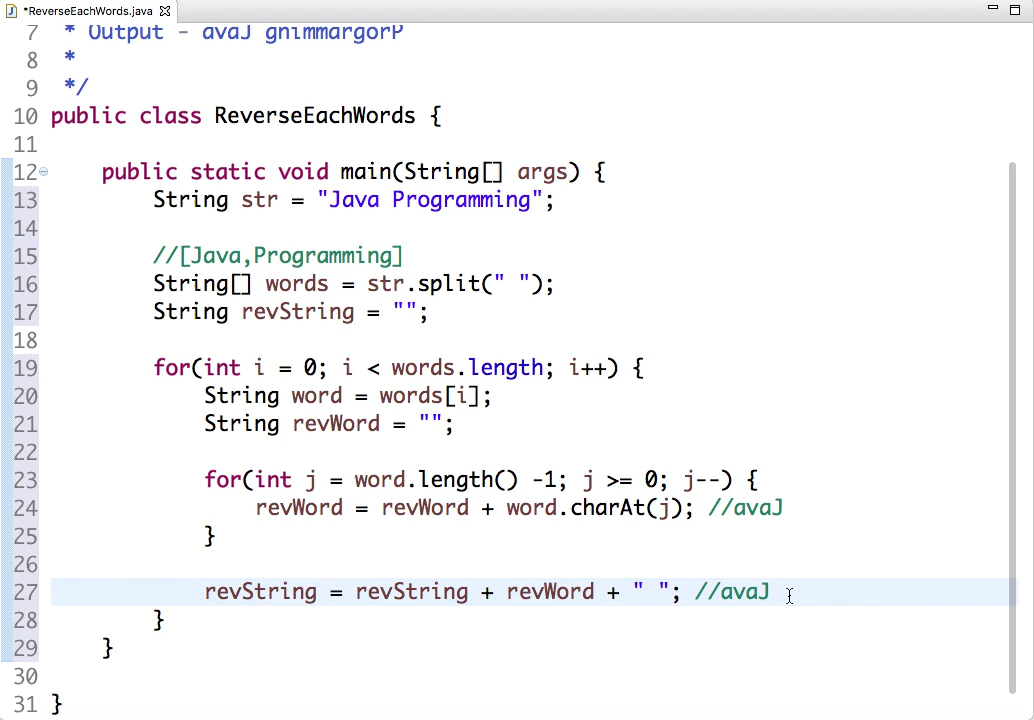 *ReverseEachWords.java
7 * Output - avaJ gnimmargorP
8 *
9 */
10 public class ReverseEachWords {
11
12 public static void main(String[] args) {
13 String str = "Java Programming";
14
15 //[Java,Programming]
16 String[] words = str.split(" ");
17 String revString = "";
18
19 for(int i = 0; i < words.length; i++) {
20 String word = words[i];
21 String revWord = "";
22
23 for(int j = word.length() -1; j >= 0; j--) {
24 revWord = revWord + word.charAt(j); //avaJ
25 }
26
27 revString = revString + revWord + " "; //avaJ
28 }
29 }
30
31 }